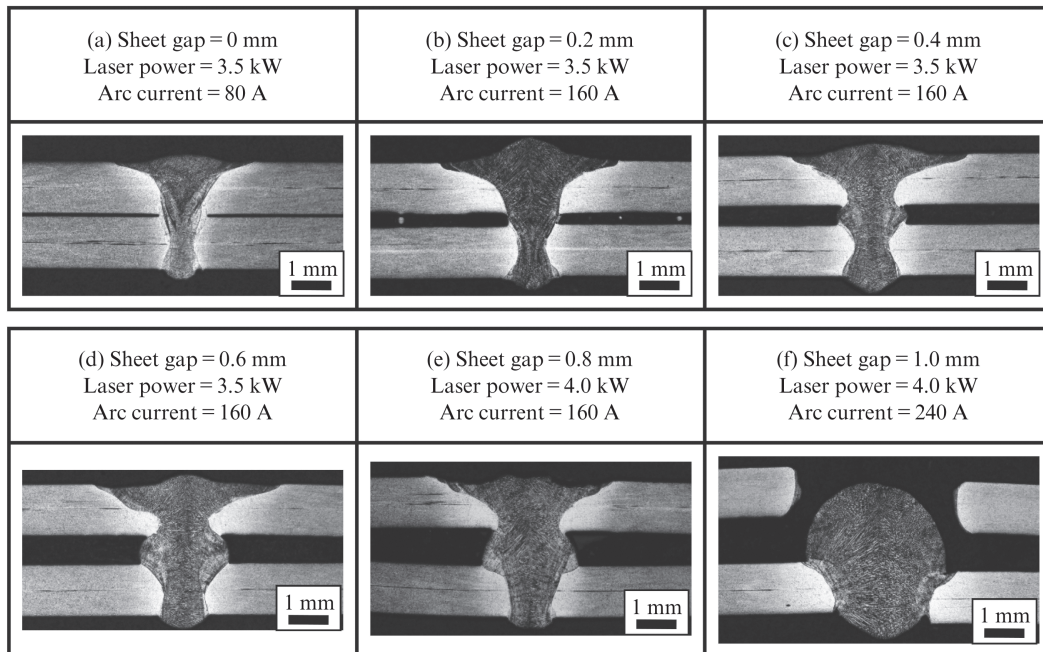 (a) Sheet gap = 0 mm
Laser power = 3.5 kW
Arc current = 80 A
(b) Sheet gap = 0.2 mm
Laser power = 3.5 kW
Arc current = 160 A
(c) Sheet gap = 0.4 mm
Laser power = 3.5 kW
Arc current = 160 A
1 mm
1 mm
1 mm
(d) Sheet gap = 0.6 mm
Laser power = 3.5 kW
Arc current = 160 A
(e) Sheet gap = 0.8 mm
Laser power = 4.0 kW
Arc current = 160 A
(f) Sheet gap = 1.0 mm
Laser power = 4.0 kW
Arc current = 240 A
1 mm
1 mm
1 mm